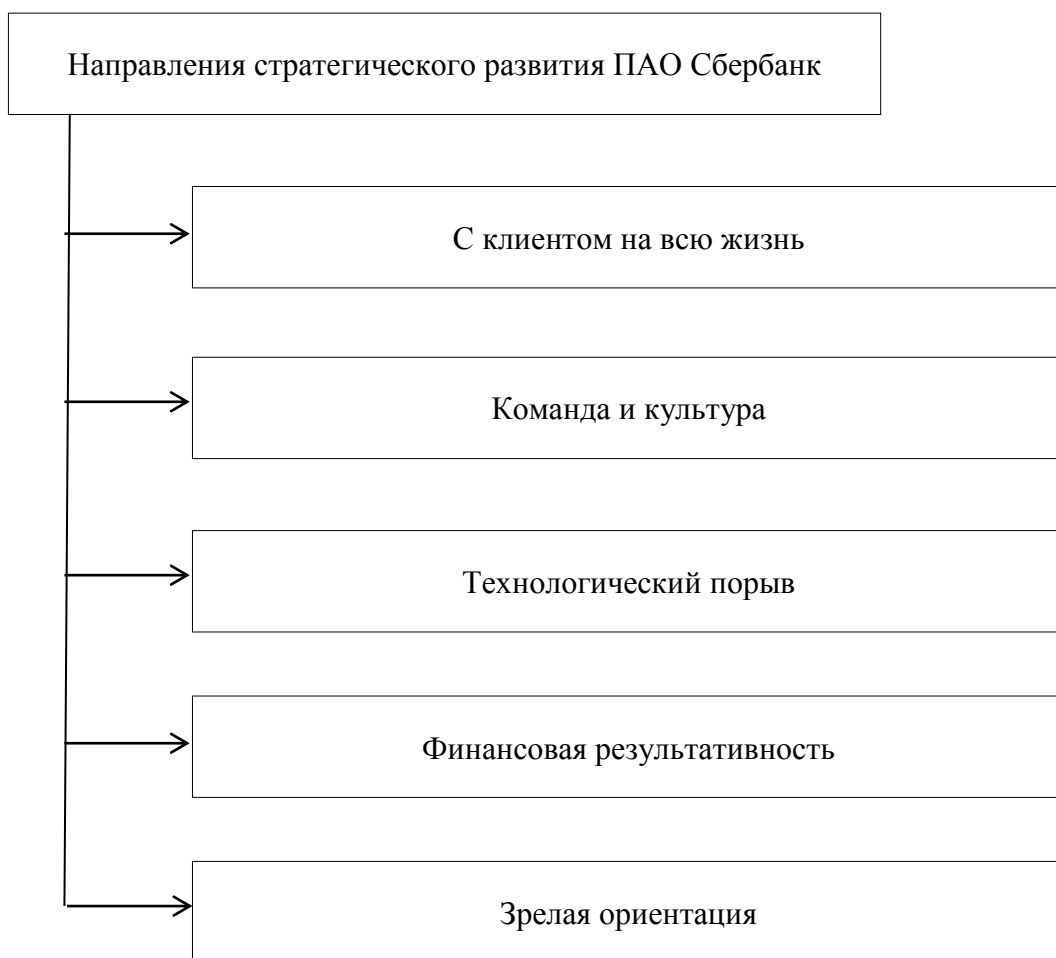 Направления стратегического развития ПАО Сбербанк
С клиентом на всю жизнь
Команда и культура
Технологический порыв
Финансовая результативность
Зрелая ориентация